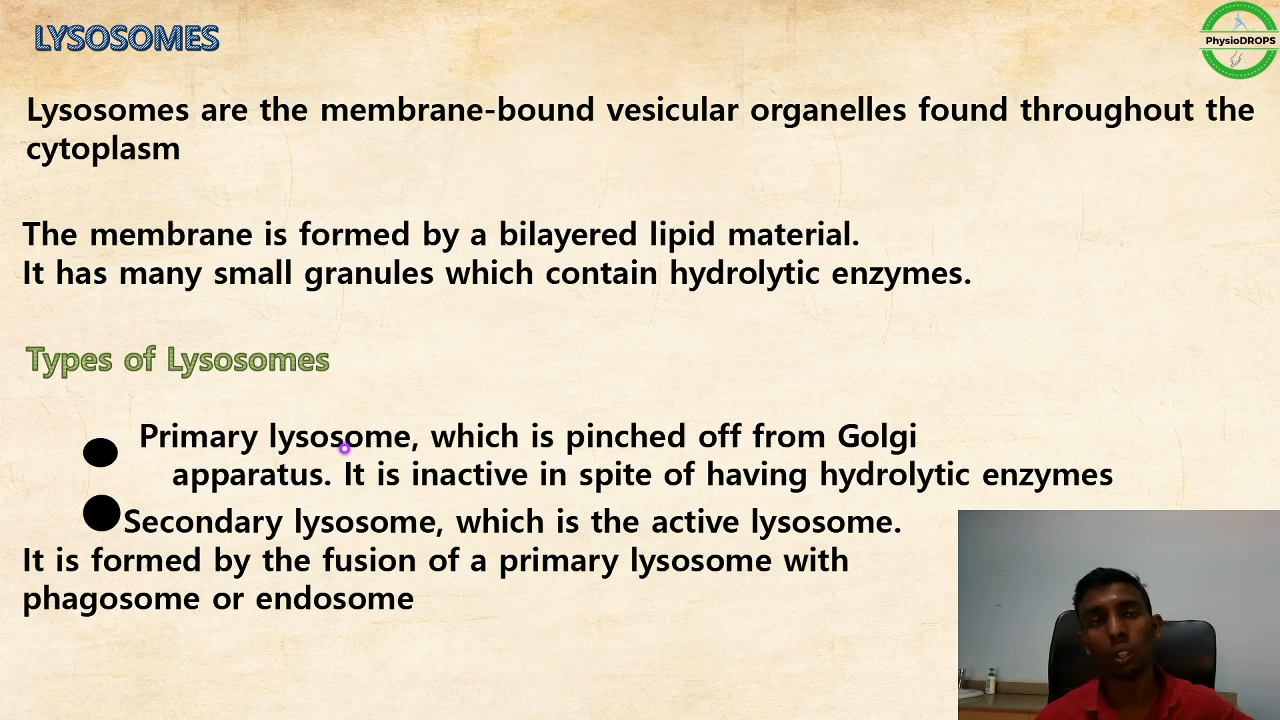 LYSOSOMES
PhysioDROPS
Lysosomes are the membrane-bound vesicular organelles found throughout the
cytoplasm
The membrane is formed by a bilayered lipid material.
It has many small granules which contain hydrolytic enzymes.
Types of Lysosomes
Primary lysosome, which is pinched off from Golgi
apparatus. It is inactive in spite of having hydrolytic enzymes
Secondary lysosome, which is the active lysosome.
It is formed by the fusion of a primary lysosome with
phagosome or endosome